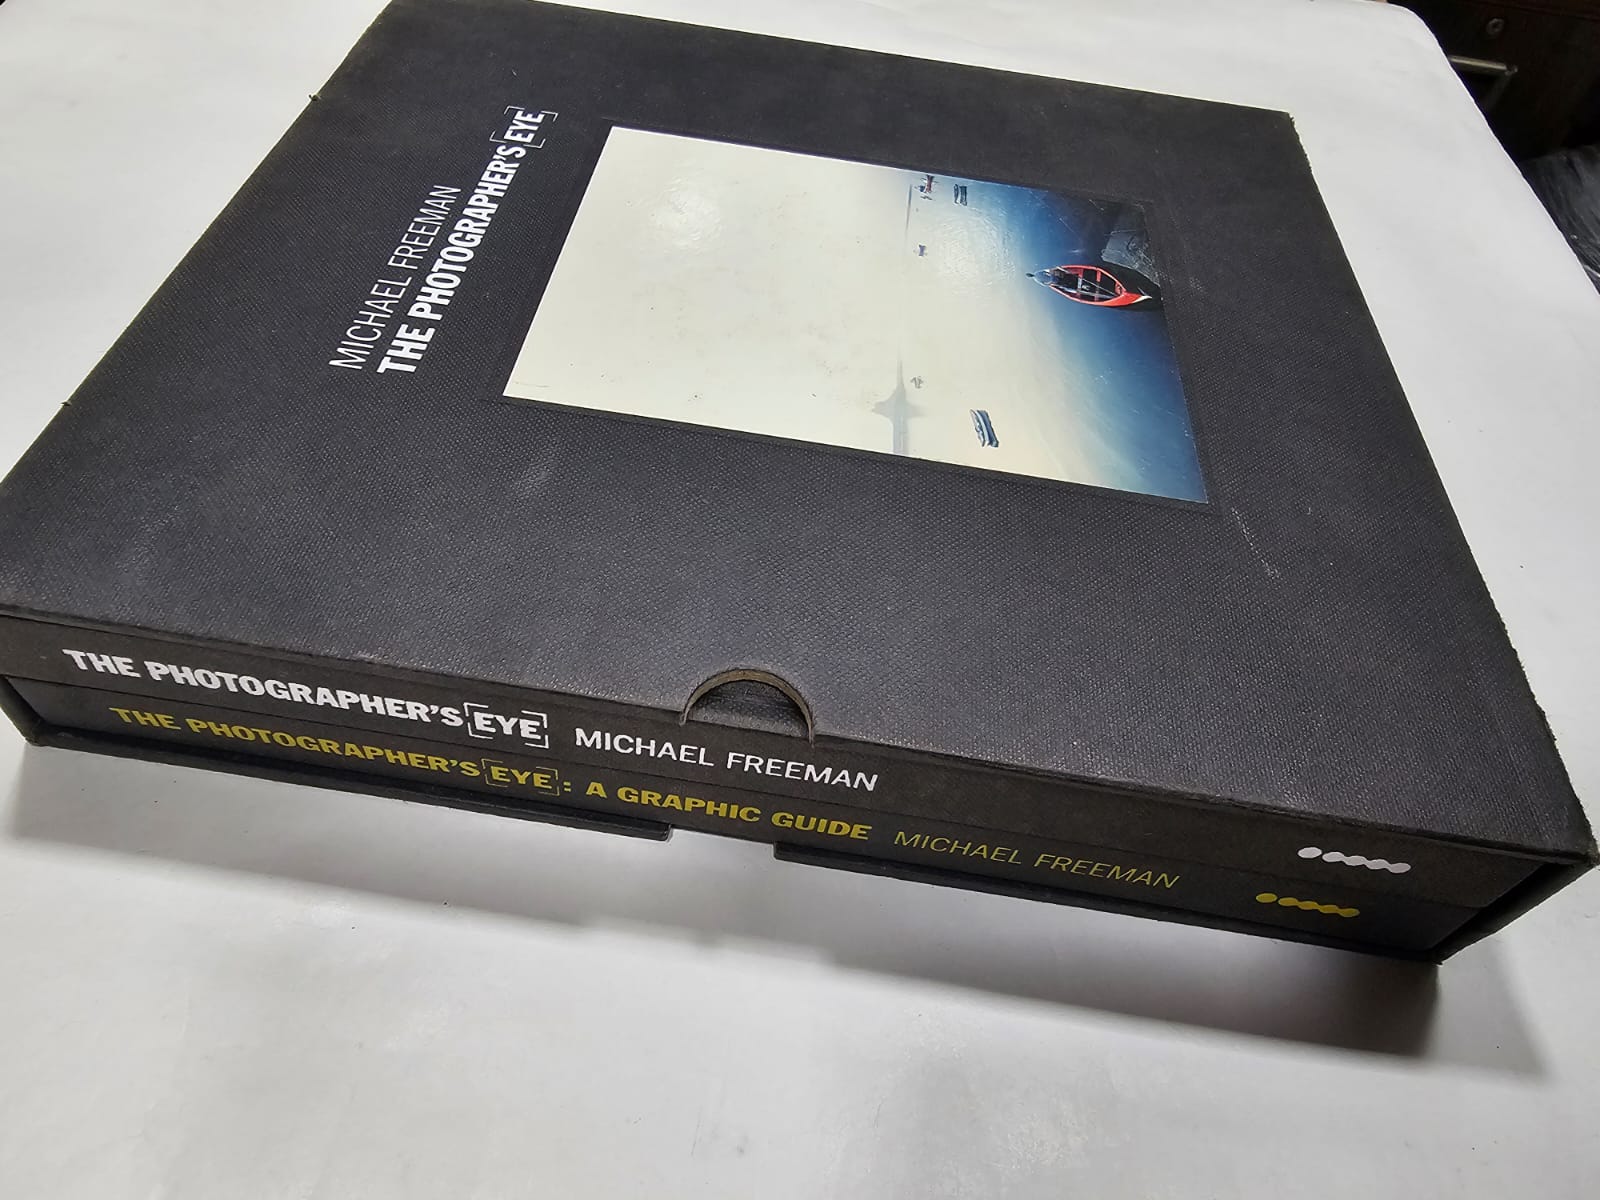 MICHAEL FREEMAN
THE PHOTOGRAPHER'S [EYE]
THE PHOTOGRAPHER'S [EYE] MICHAEL FREEMAN
THE PHOTOGRAPHER'S [EYE]: A GRAPHIC GUIDE MICHAEL FREEMAN